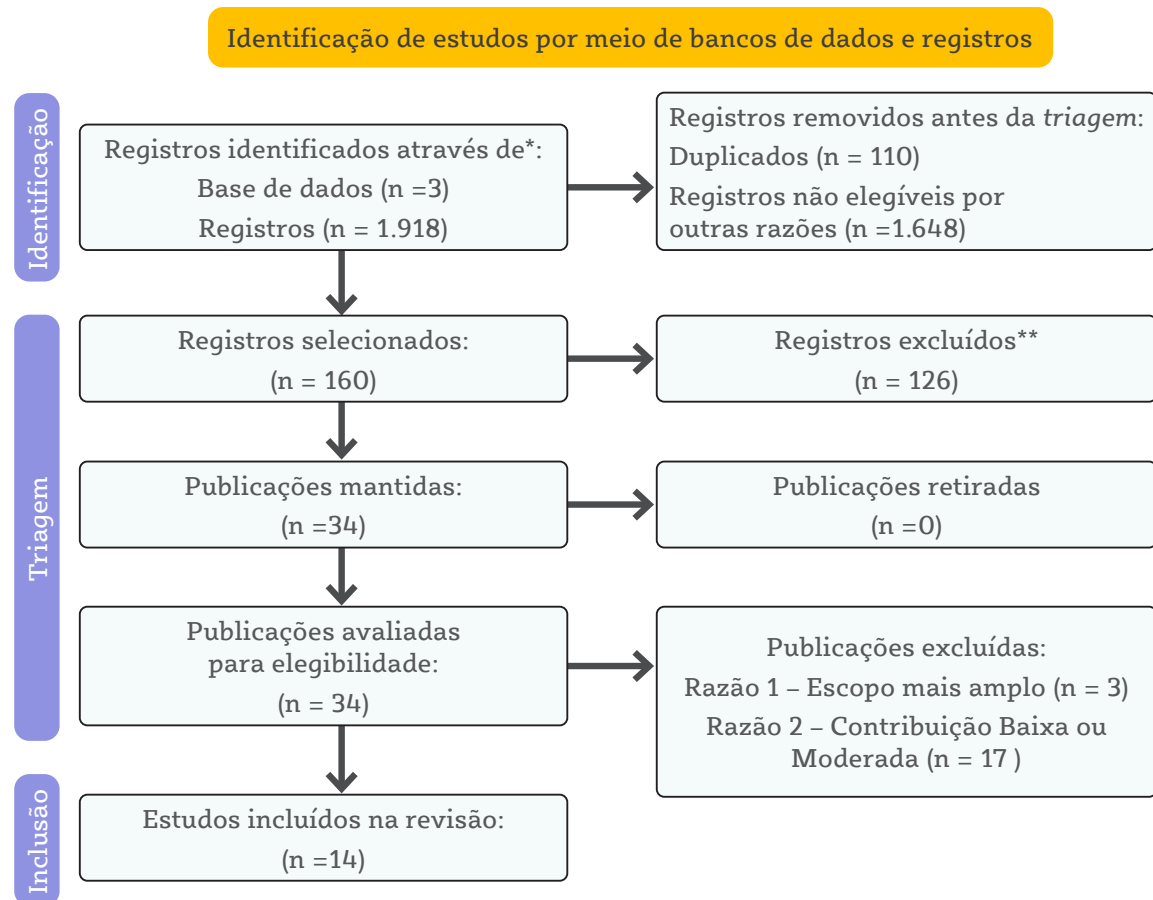 Identificação de estudos por meio de bancos de dados e registros
Identificação
Registros identificados através de*:
Base de dados (n =3)
Registros (n = 1.918)
Registros removidos antes da triagem:
Duplicados (n = 110)
Registros não elegíveis por
outras razões (n =1.648)
Triagem
Registros selecionados:
(n = 160)
Registros excluídos**
(n = 126)
Publicações mantidas:
(n =34)
Publicações retiradas
(n =0)
Publicações avaliadas
para elegibilidade:
(n = 34)
Publicações excluídas:
Razão 1 – Escopo mais amplo (n = 3)
Razão 2 – Contribuição Baixa ou
Moderada (n = 17 )
Inclusão
Estudos incluídos na revisão:
(n =14)